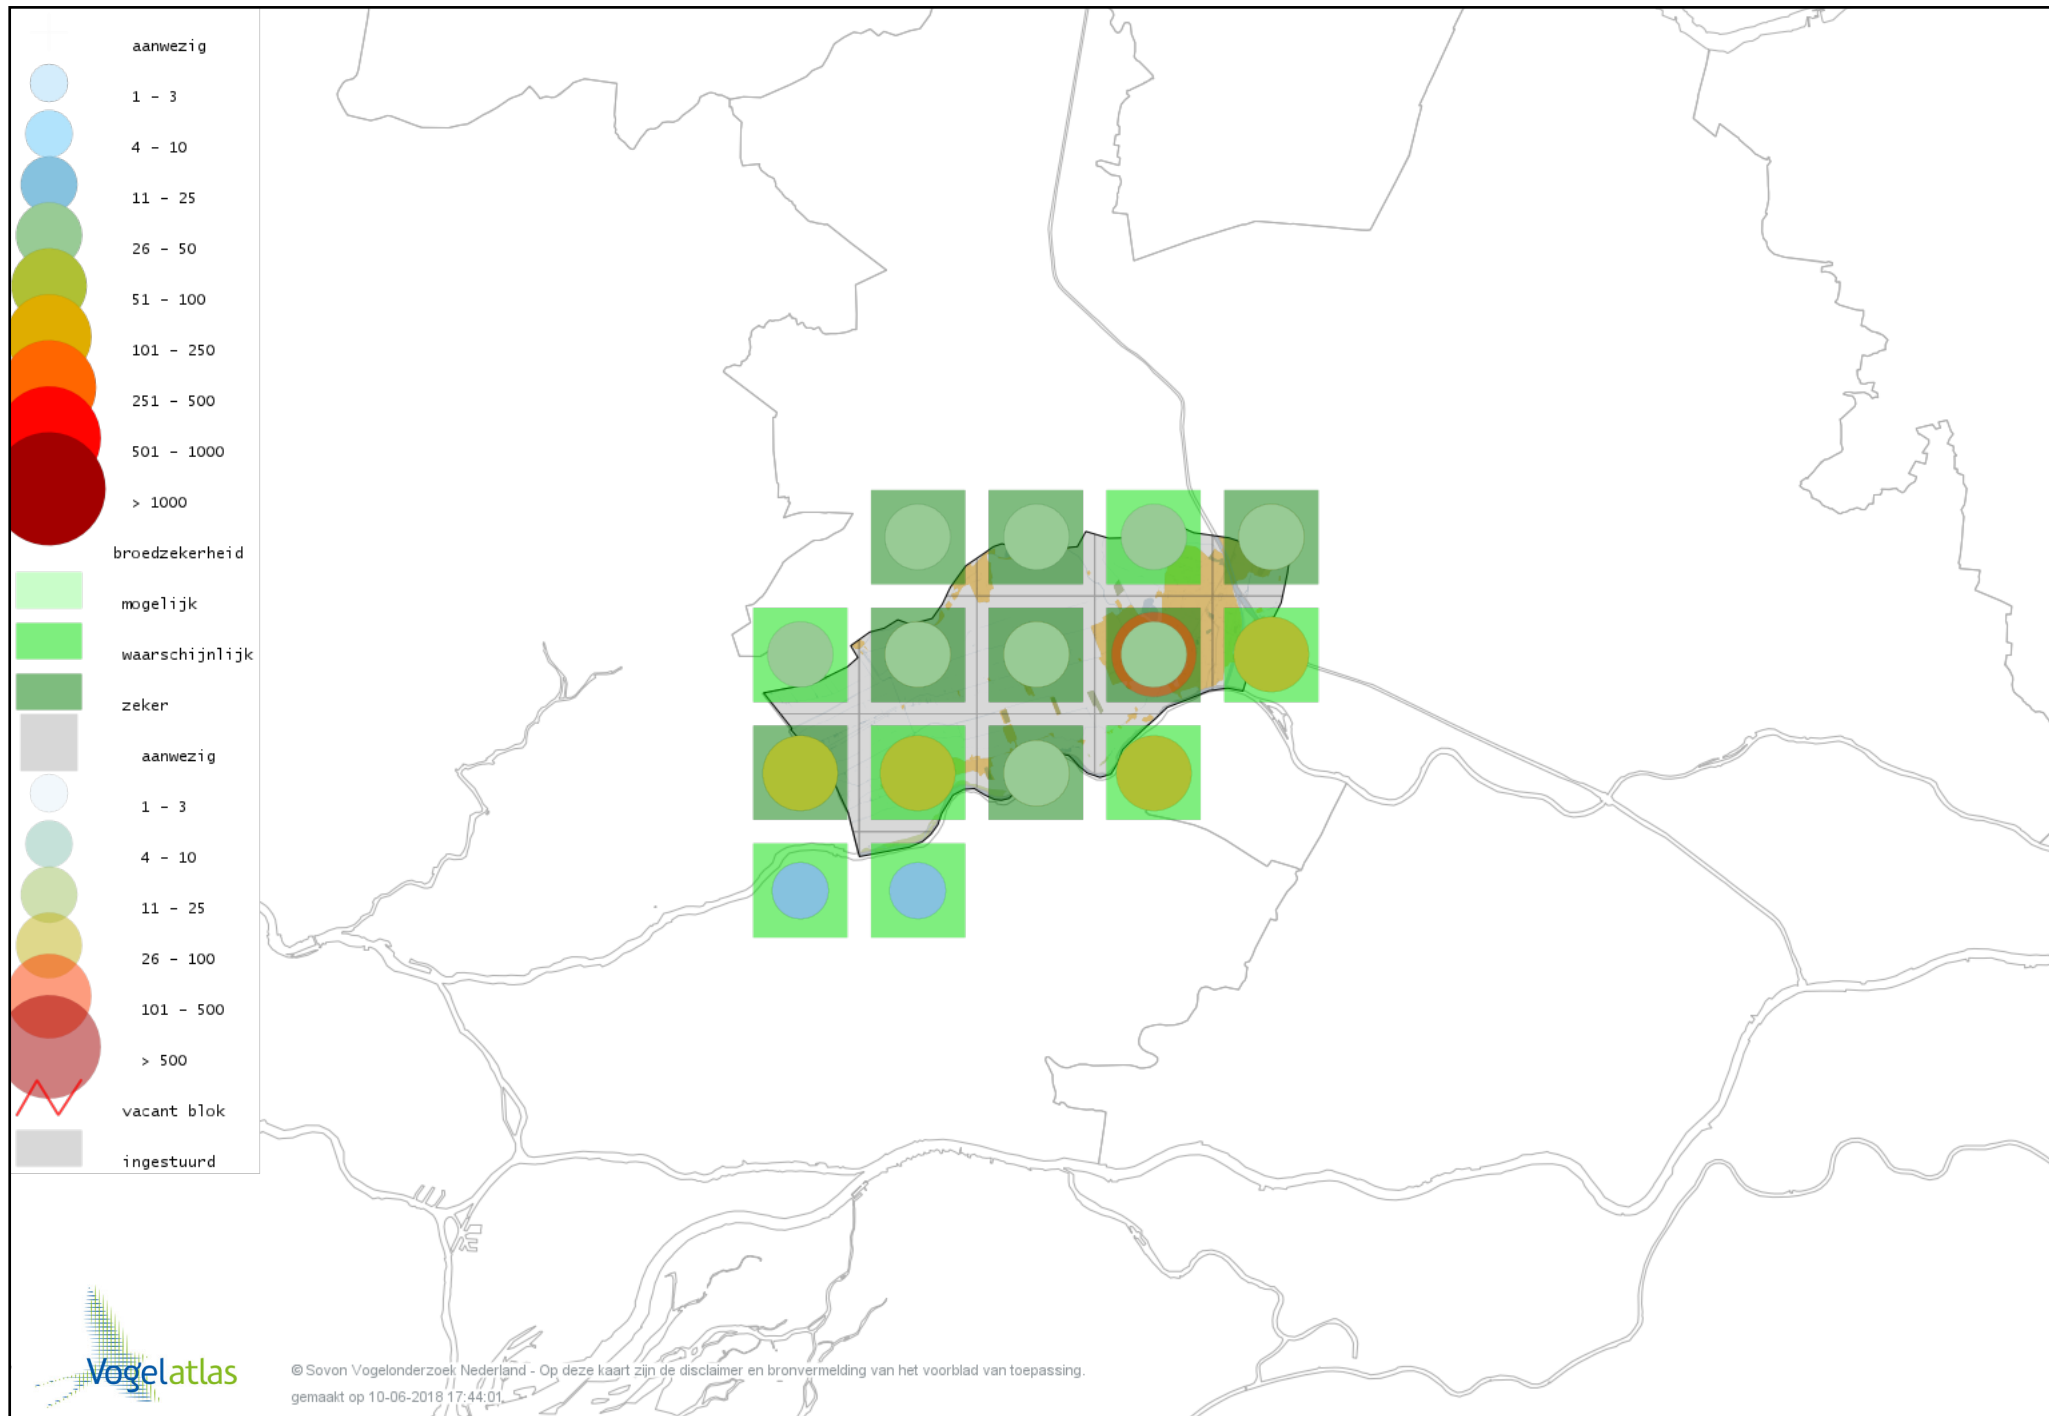 aanwezig
1 - 3
4 - 10
11 - 25
26 - 50
51 - 100
101 - 250
251 - 500
501 - 1000
> 1000
broedzekerheid
mogelijk
waarschijnlijk
zeker
aanwezig
1 - 3
4 - 10
11 - 25
26 - 100
101 - 500
> 500
vacant blok
ingestuurd
Vogelatlas
© Sovon Vogelonderzoek Nederland - Op deze kaart zijn de disclaimer en bronvermelding van het voorblad van toepassing.
gemaakt op 10-06-2018 17:44:01